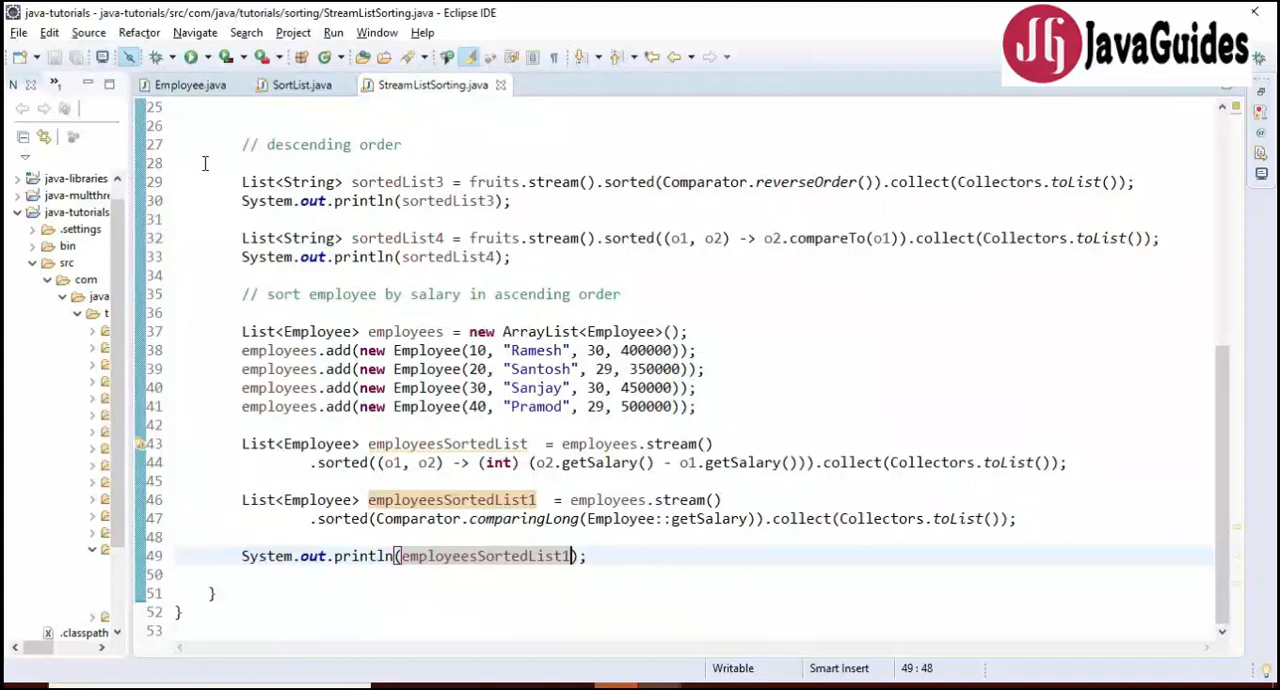 java-tutorials/src/com/java/tutorials/sorting/StreamListSorting.java - Eclipse IDE
JG JavaGuides
File Edit Source Refactor Navigate Search Project Run Window Help
N Employee.java SortList.java StreamListSorting.java
25
26
27 // descending order
28
29 List<String> sortedList3 = fruits.stream().sorted(Comparator.reverseOrder()).collect(Collectors.toList());
30 System.out.println(sortedList3);
31
32 List<String> sortedList4 = fruits.stream().sorted((o1, o2) -> o2.compareTo(o1)).collect(Collectors.toList());
33 System.out.println(sortedList4);
34
35 // sort employee by salary in ascending order
36
37 List<Employee> employees = new ArrayList<Employee>();
38 employees.add(new Employee(10, "Ramesh", 30, 400000));
39 employees.add(new Employee(20, "Santosh", 29, 350000));
40 employees.add(new Employee(30, "Sanjay", 30, 450000));
41 employees.add(new Employee(40, "Pramod", 29, 500000));
42
43 List<Employee> employeesSortedList = employees.stream()
44 .sorted((o1, o2) -> (int) (o2.getSalary() - o1.getSalary())).collect(Collectors.toList());
45
46 List<Employee> employeesSortedList1 = employees.stream()
47 .sorted(Comparator.comparingLong(Employee::getSalary)).collect(Collectors.toList());
48
49 System.out.println(employeesSortedList1);
50
51 }
52 }
53
java-libraries
java-multthre
java-tutorials
.settings
bin
src
com
java
t
.classpath
Writable Smart Insert 49 : 48